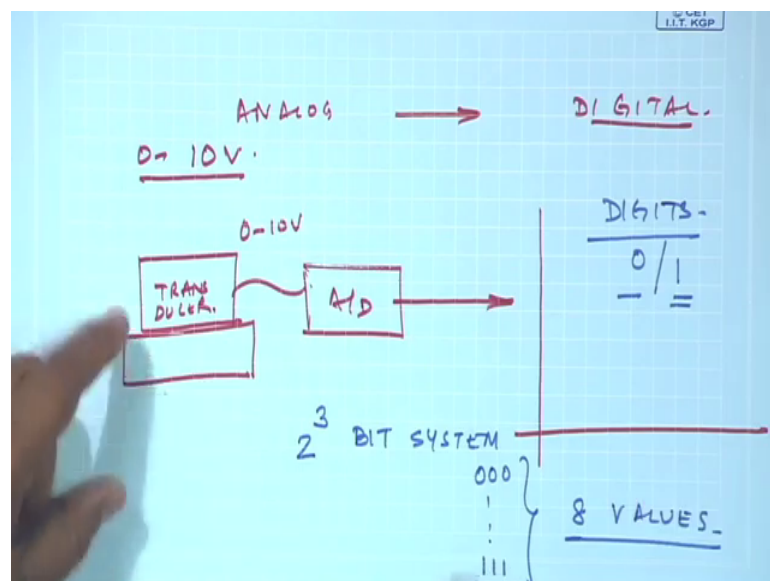 © CET
I.I.T. KGP
ANALOG → DIGITAL.
0- 10V.
0-10V
DIGITS-
0/1
TRANS
DUCER.
A/D
2³ BIT SYSTEM
000
111
8 VALUES-